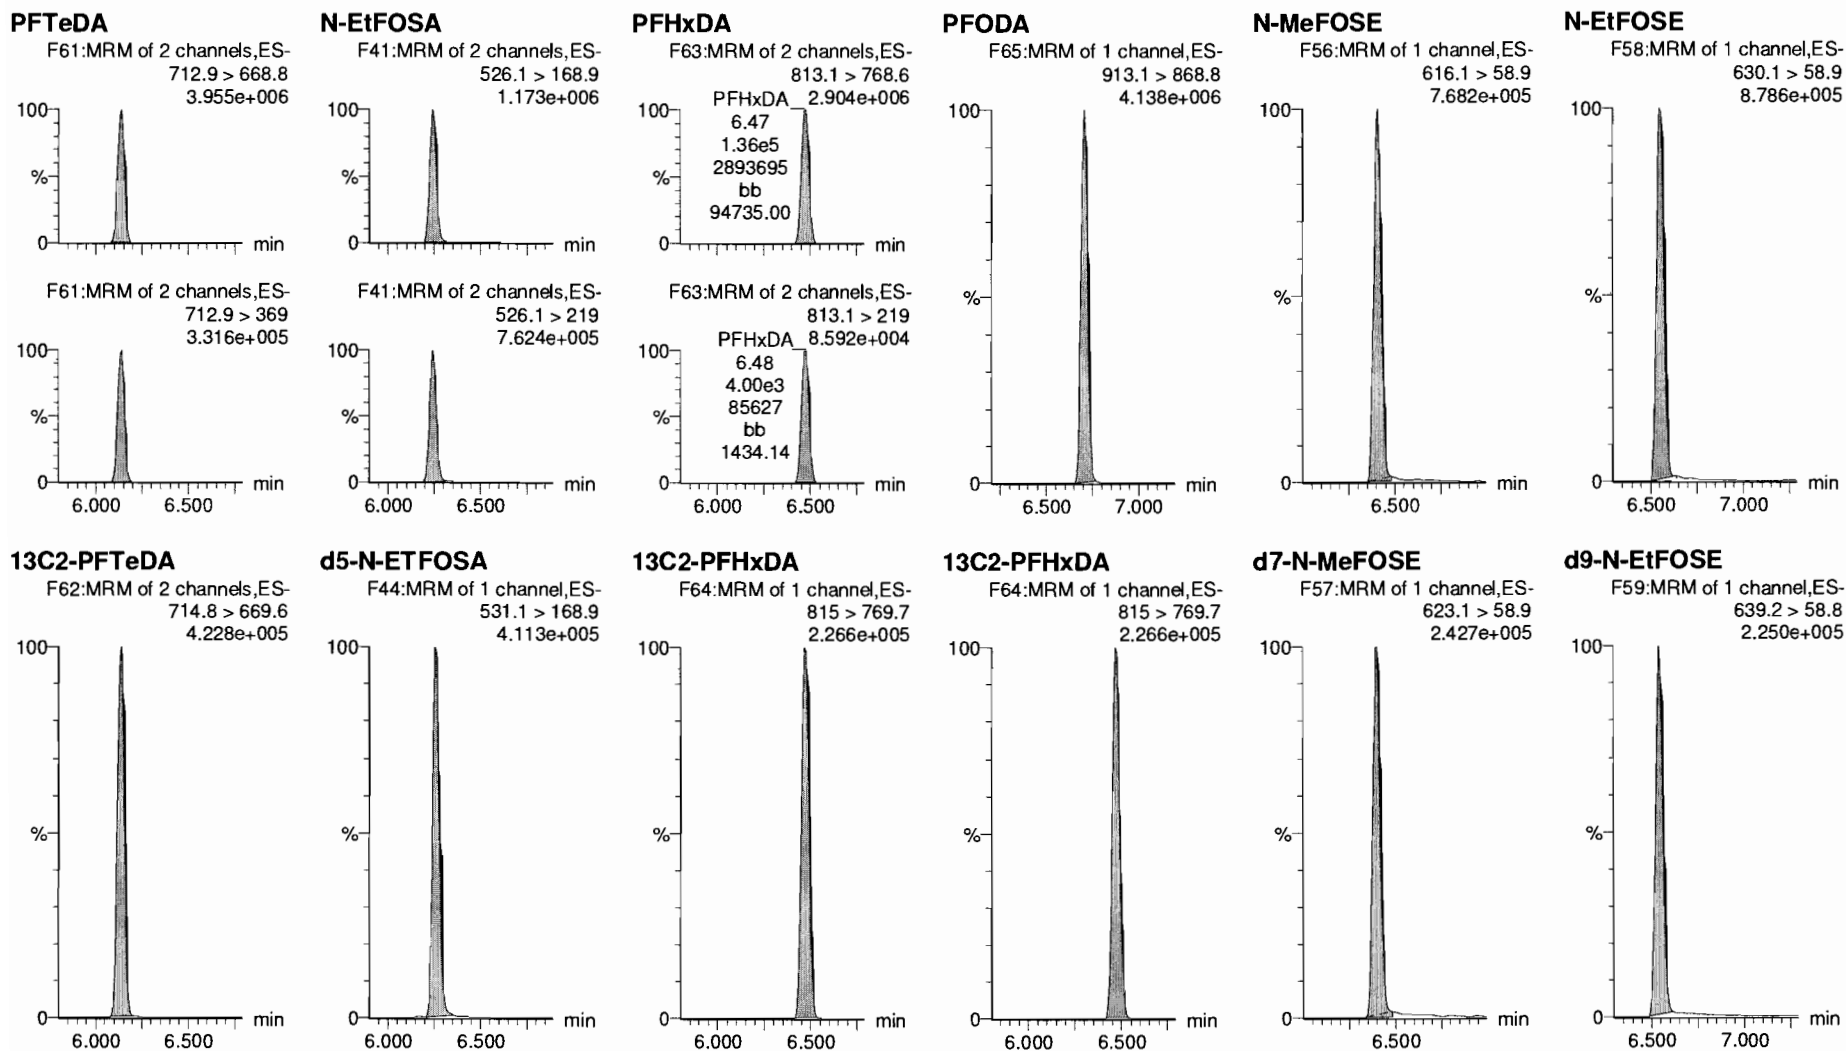 PFTeDA
F61:MRM of 2 channels,ES-
712.9 > 668.8
3.955e+006
100
%
0
min
F61:MRM of 2 channels,ES-
712.9 > 369
3.316e+005
100
%
0
min
6.000 6.500
N-EtFOSA
F41:MRM of 2 channels,ES-
526.1 > 168.9
1.173e+006
100
%
0
min
F41:MRM of 2 channels,ES-
526.1 > 219
7.624e+005
100
%
0
min
6.000 6.500
PFHxDA
F63:MRM of 2 channels,ES-
813.1 > 768.6
2.904e+006
PFHxDA
6.47
1.36e5
2893695
bb
94735.00
100
%
0
min
F63:MRM of 2 channels,ES-
813.1 > 219
8.592e+004
PFHxDA
6.48
4.00e3
85627
bb
1434.14
100
%
0
min
6.000 6.500
PFODA
F65:MRM of 1 channel,ES-
913.1 > 868.8
4.138e+006
100
%
0
min
6.500 7.000
N-MeFOSE
F56:MRM of 1 channel,ES-
616.1 > 58.9
7.682e+005
100
%
0
min
6.500
N-EtFOSE
F58:MRM of 1 channel,ES-
630.1 > 58.9
8.786e+005
100
%
0
min
6.500 7.000
13C2-PFTeDA
F62:MRM of 2 channels,ES-
714.8 > 669.6
4.228e+005
100
%
0
min
6.000 6.500
d5-N-ETFOSA
F44:MRM of 1 channel,ES-
531.1 > 168.9
4.113e+005
100
%
0
min
6.000 6.500
13C2-PFHxDA
F64:MRM of 1 channel,ES-
815 > 769.7
2.266e+005
100
%
0
min
6.000 6.500
13C2-PFHxDA
F64:MRM of 1 channel,ES-
815 > 769.7
2.266e+005
100
%
0
min
6.000 6.500
d7-N-MeFOSE
F57:MRM of 1 channel,ES-
623.1 > 58.9
2.427e+005
100
%
0
min
6.500
d9-N-EtFOSE
F59:MRM of 1 channel,ES-
639.2 > 58.8
2.250e+005
100
%
0
min
6.500 7.000